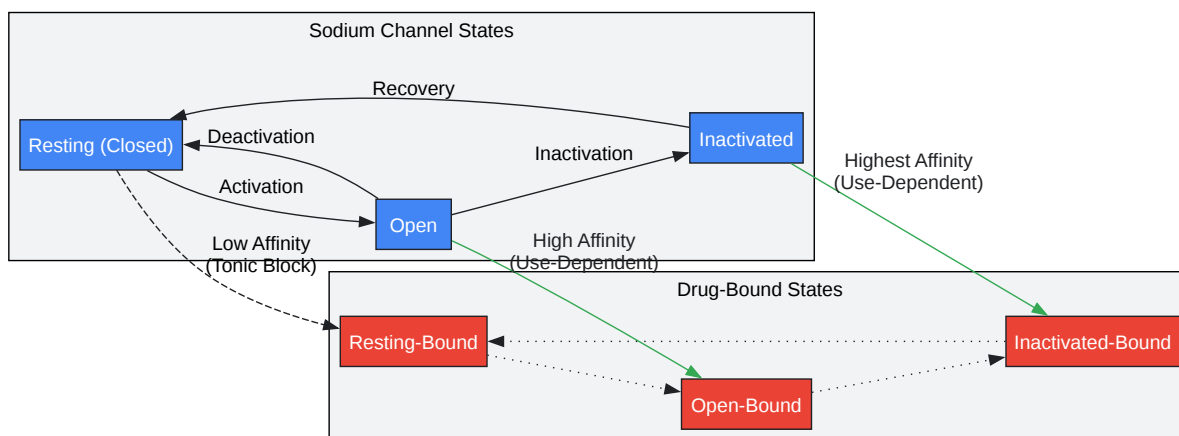 Sodium Channel States
Recovery
Resting (Closed)
Deactivation
Inactivated
Inactivation
Activation
Open
Highest Affinity
(Use-Dependent)
Low Affinity
(Tonic Block)
High Affinity
(Use-Dependent)
Drug-Bound States
Resting-Bound
Inactivated-Bound
Open-Bound